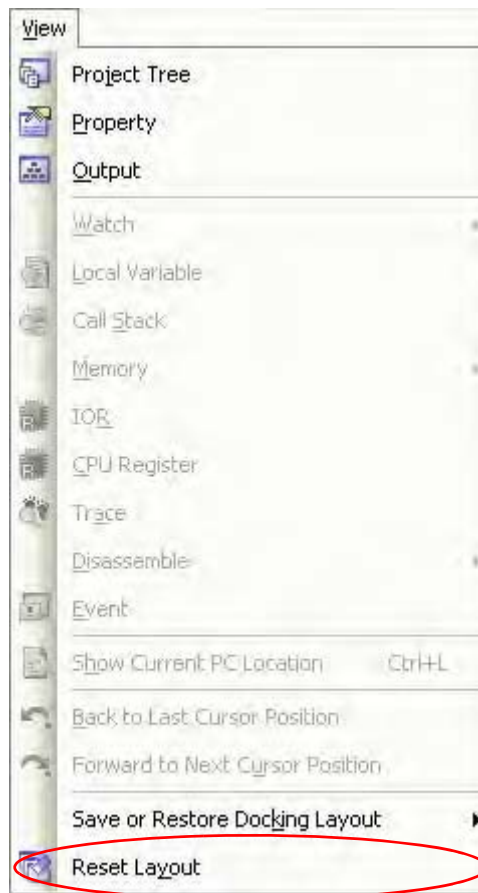 View
Project Tree
Property
Output
Watch
Local Variable
Call Stack
Memory
IOR
CPU Register
Trace
Disassemble
Event
Show Current PC Location Ctrl+L
Back to Last Cursor Position
Forward to Next Cursor Position
Save or Restore Docking Layout
Reset Layout